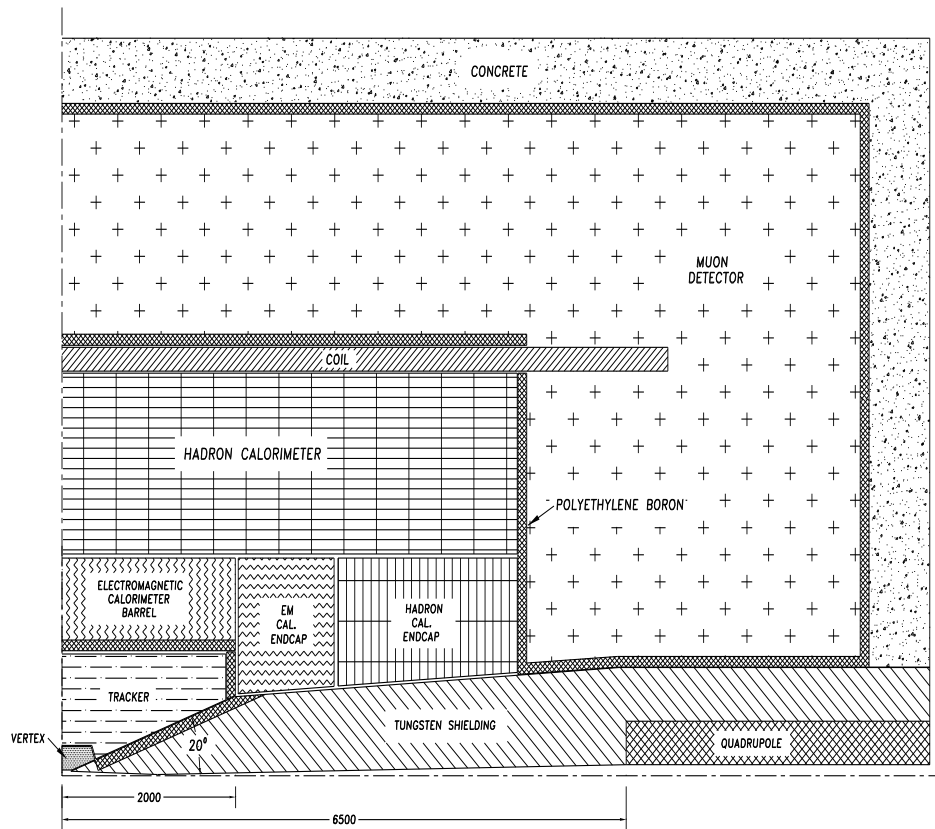 CONCRETE
MUON
DETECTOR
COIL
HADRON CALORIMETER
POLYETHYLENE BORON
ELECTROMAGNETIC
CALORIMETER
BARREL
EM
CAL.
ENDCAP
HADRON
CAL.
ENDCAP
TRACKER
TUNGSTEN SHIELDING
VERTEX
20°
QUADRUPOLE
2000
6500